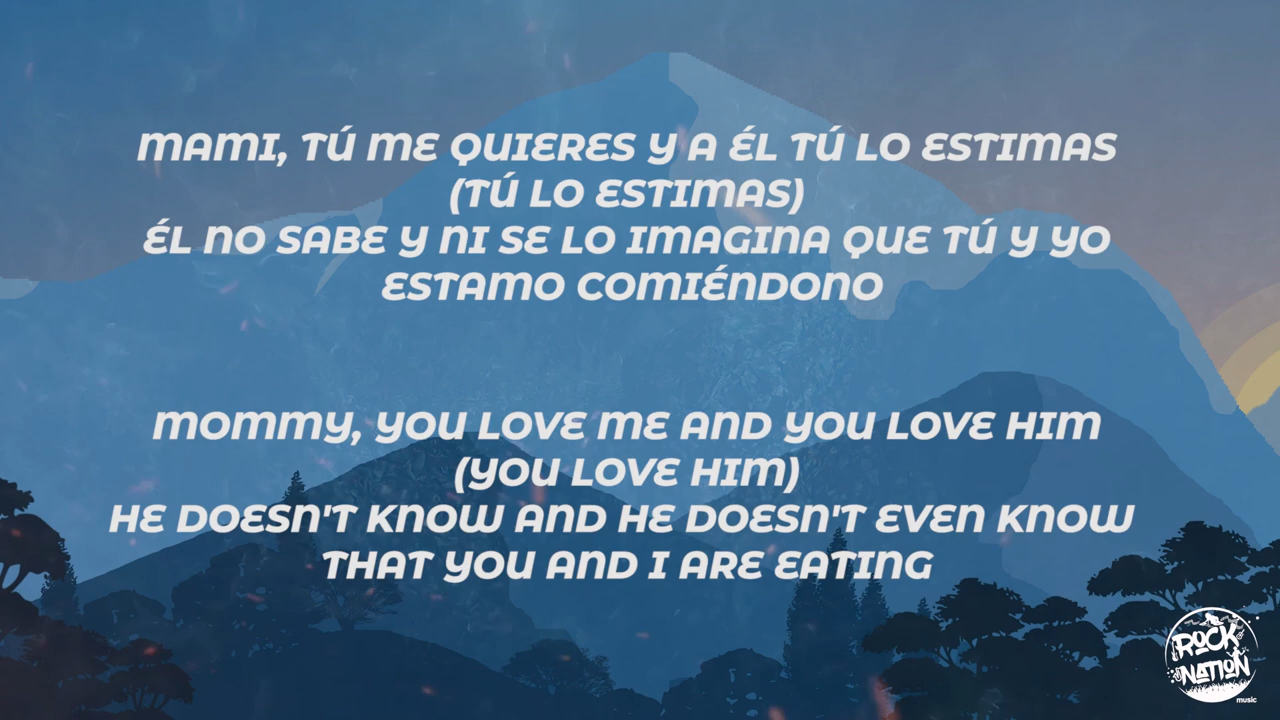 MAMI, TÚ ME QUIERES Y A ÉL TÚ LO ESTIMAS
(TÚ LO ESTIMAS)
ÉL NO SABE Y NI SE LO IMAGINA QUE TÚ Y YO
ESTAMO COMIÉNDONO
MOMMY, YOU LOVE ME AND YOU LOVE HIM
(YOU LOVE HIM)
HE DOESN'T KNOW AND HE DOESN'T EVEN KNOW
THAT YOU AND I ARE EATING
ROCK
NATION
music